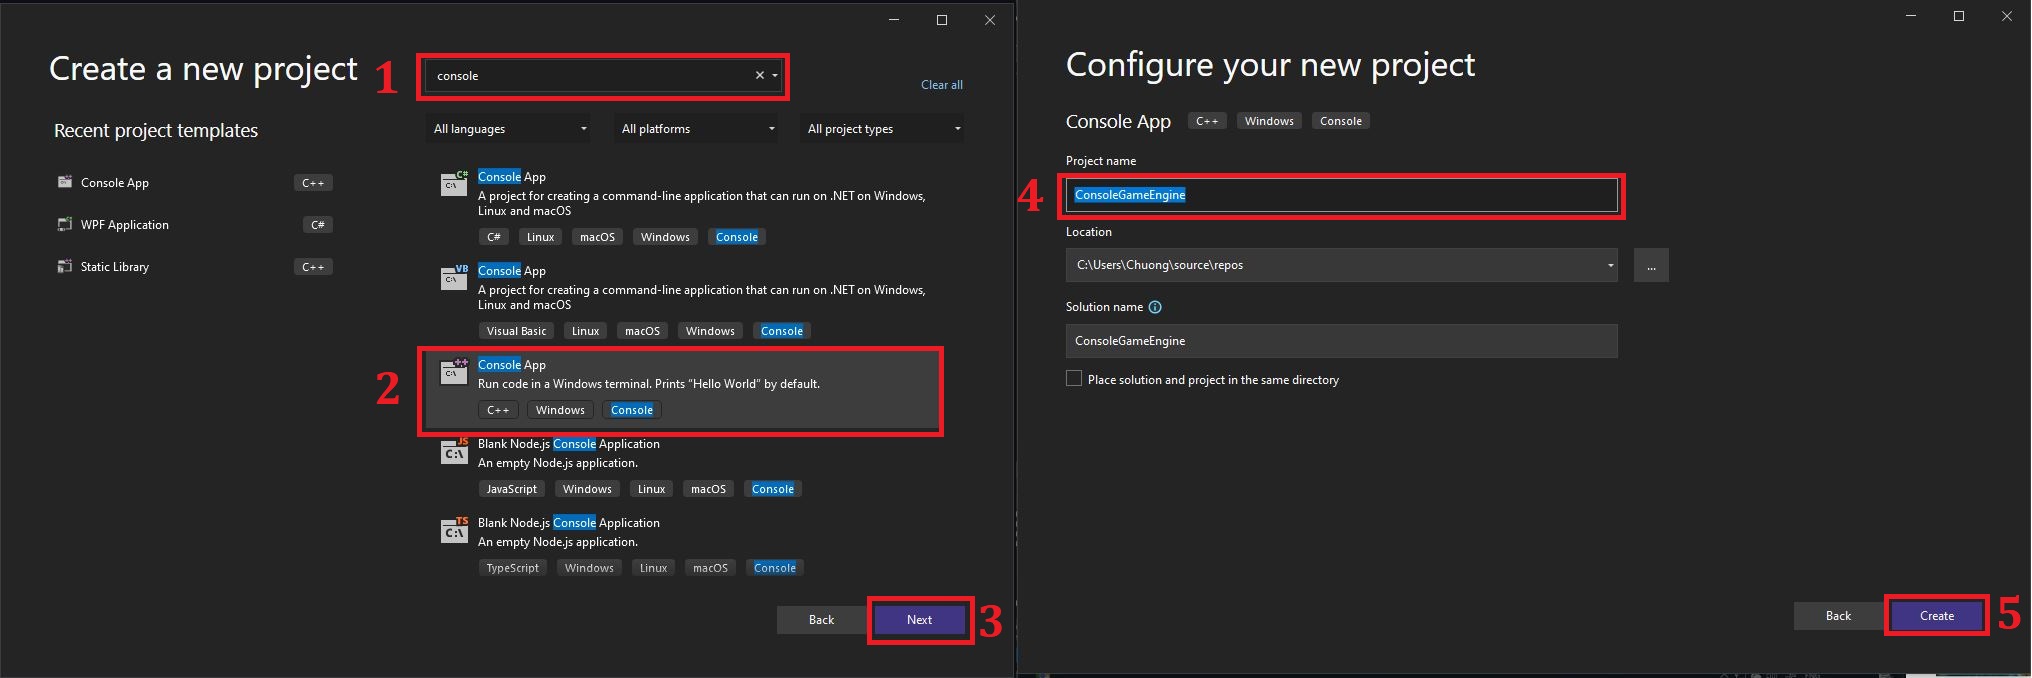 Create a new project
1
console
Clear all
Recent project templates
All languages
All platforms
All project types
Console App
C++
WPF Application
C#
Static Library
C++
C#
C:\
Console App
A project for creating a command-line application that can run on .NET on Windows,
Linux and macOS
C#
Linux
macOS
Windows
Console
VB
C:\
Console App
A project for creating a command-line application that can run on .NET on Windows,
Linux and macOS
Visual Basic
Linux
macOS
Windows
Console
2
++
C:\
Console App
Run code in a Windows terminal. Prints “Hello World” by default.
C++
Windows
Console
JS
C:\
Blank Node.js Console Application
An empty Node.js application.
JavaScript
Windows
Linux
macOS
Console
TS
C:\
Blank Node.js Console Application
An empty Node.js application.
TypeScript
Windows
Linux
macOS
Console
Back
Next
3
Configure your new project
Console App
C++
Windows
Console
Project name
4
ConsoleGameEngine
Location
C:\Users\Chuong\source\repos
...
Solution name
ConsoleGameEngine
Place solution and project in the same directory
Back
Create
5